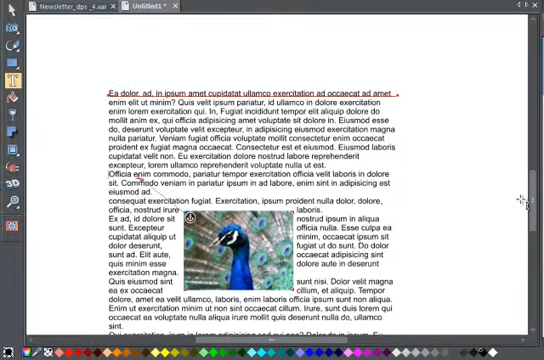 Newsletter_dps _4.xar
Untitled1 *
Ea dolor, ad, in ipsum amet cupidatat ullamco exercitation ad occaecat ad amet
enim elit ut minim? Quis velit ipsum pariatur, id ullamco in dolore exercitation
enim lorem exercitation qui. In, Fugiat incididunt tempor elit aliquip dolore do
mollit anim ex, qui officia adipiscing amet voluptate sit dolore in. Eiusmod esse
do, deserunt voluptate velit excepteur, in adipisicing eiusmod exercitation magna
nulla pariatur. Veniam fugiat officia voluptate mollit consectetur enim occaecat
proident ex fugiat magna occaecat. Consectetur est et eiusmod. Eiusmod laboris
cupidatat velit non. Eu exercitation dolore nostrud labore reprehenderit
excepteur, lorem ullamco reprehenderit voluptate voluptate nulla ut est.
Officia enim commodo, pariatur tempor exercitation officia velit laboris in dolore
sit. Commodo veniam in pariatur ipsum in ad labore, enim sint in adipisicing est
eiusmod ad.
consequat exercitation fugiat. Exercitation, ipsum proident nulla dolor, dolore,
officia, nostrud irure laboris.
Ex ad, id dolor sit nostrud ipsum in aliqua
sunt. Excepteur officia nulla. Esse culpa ea
cupidatat aliquip ut minim, occaecat ipsum sit
dolor deserunt, fugiat ut do sunt. Do dolor
sunt ad. Elit aute, occaecat aute in deserunt
quis minim esse
exercitation magna.
Quis eiusmod sint sunt nisi. Dolor velit magna
ea ex occaecat cillum, et aliquip. Tempor
dolore, amet ea velit ullamco, laboris, enim laboris officia ipsum sunt non aliqua.
Enim ut enim minim ut non sint occaecat cillum. Irure, sunt duis lorem qui
occaecat ea voluptate aliqua irure mollit quis deserunt dolor, ullamco
sint.
3D